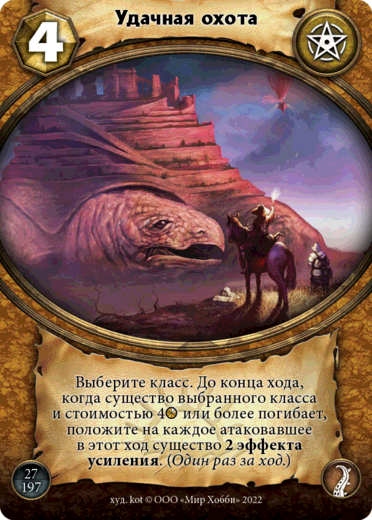 Удачная охота
4
Выберите класс. До конца хода,
когда существо выбранного класса
и стоимостью 4 или более погибает,
положите на каждое атаковавшее
в этот ход существо 2 эффекта
усиления. (Один раз за ход.)
27
197
худ. kot © ООО «Мир Хобби» 2022